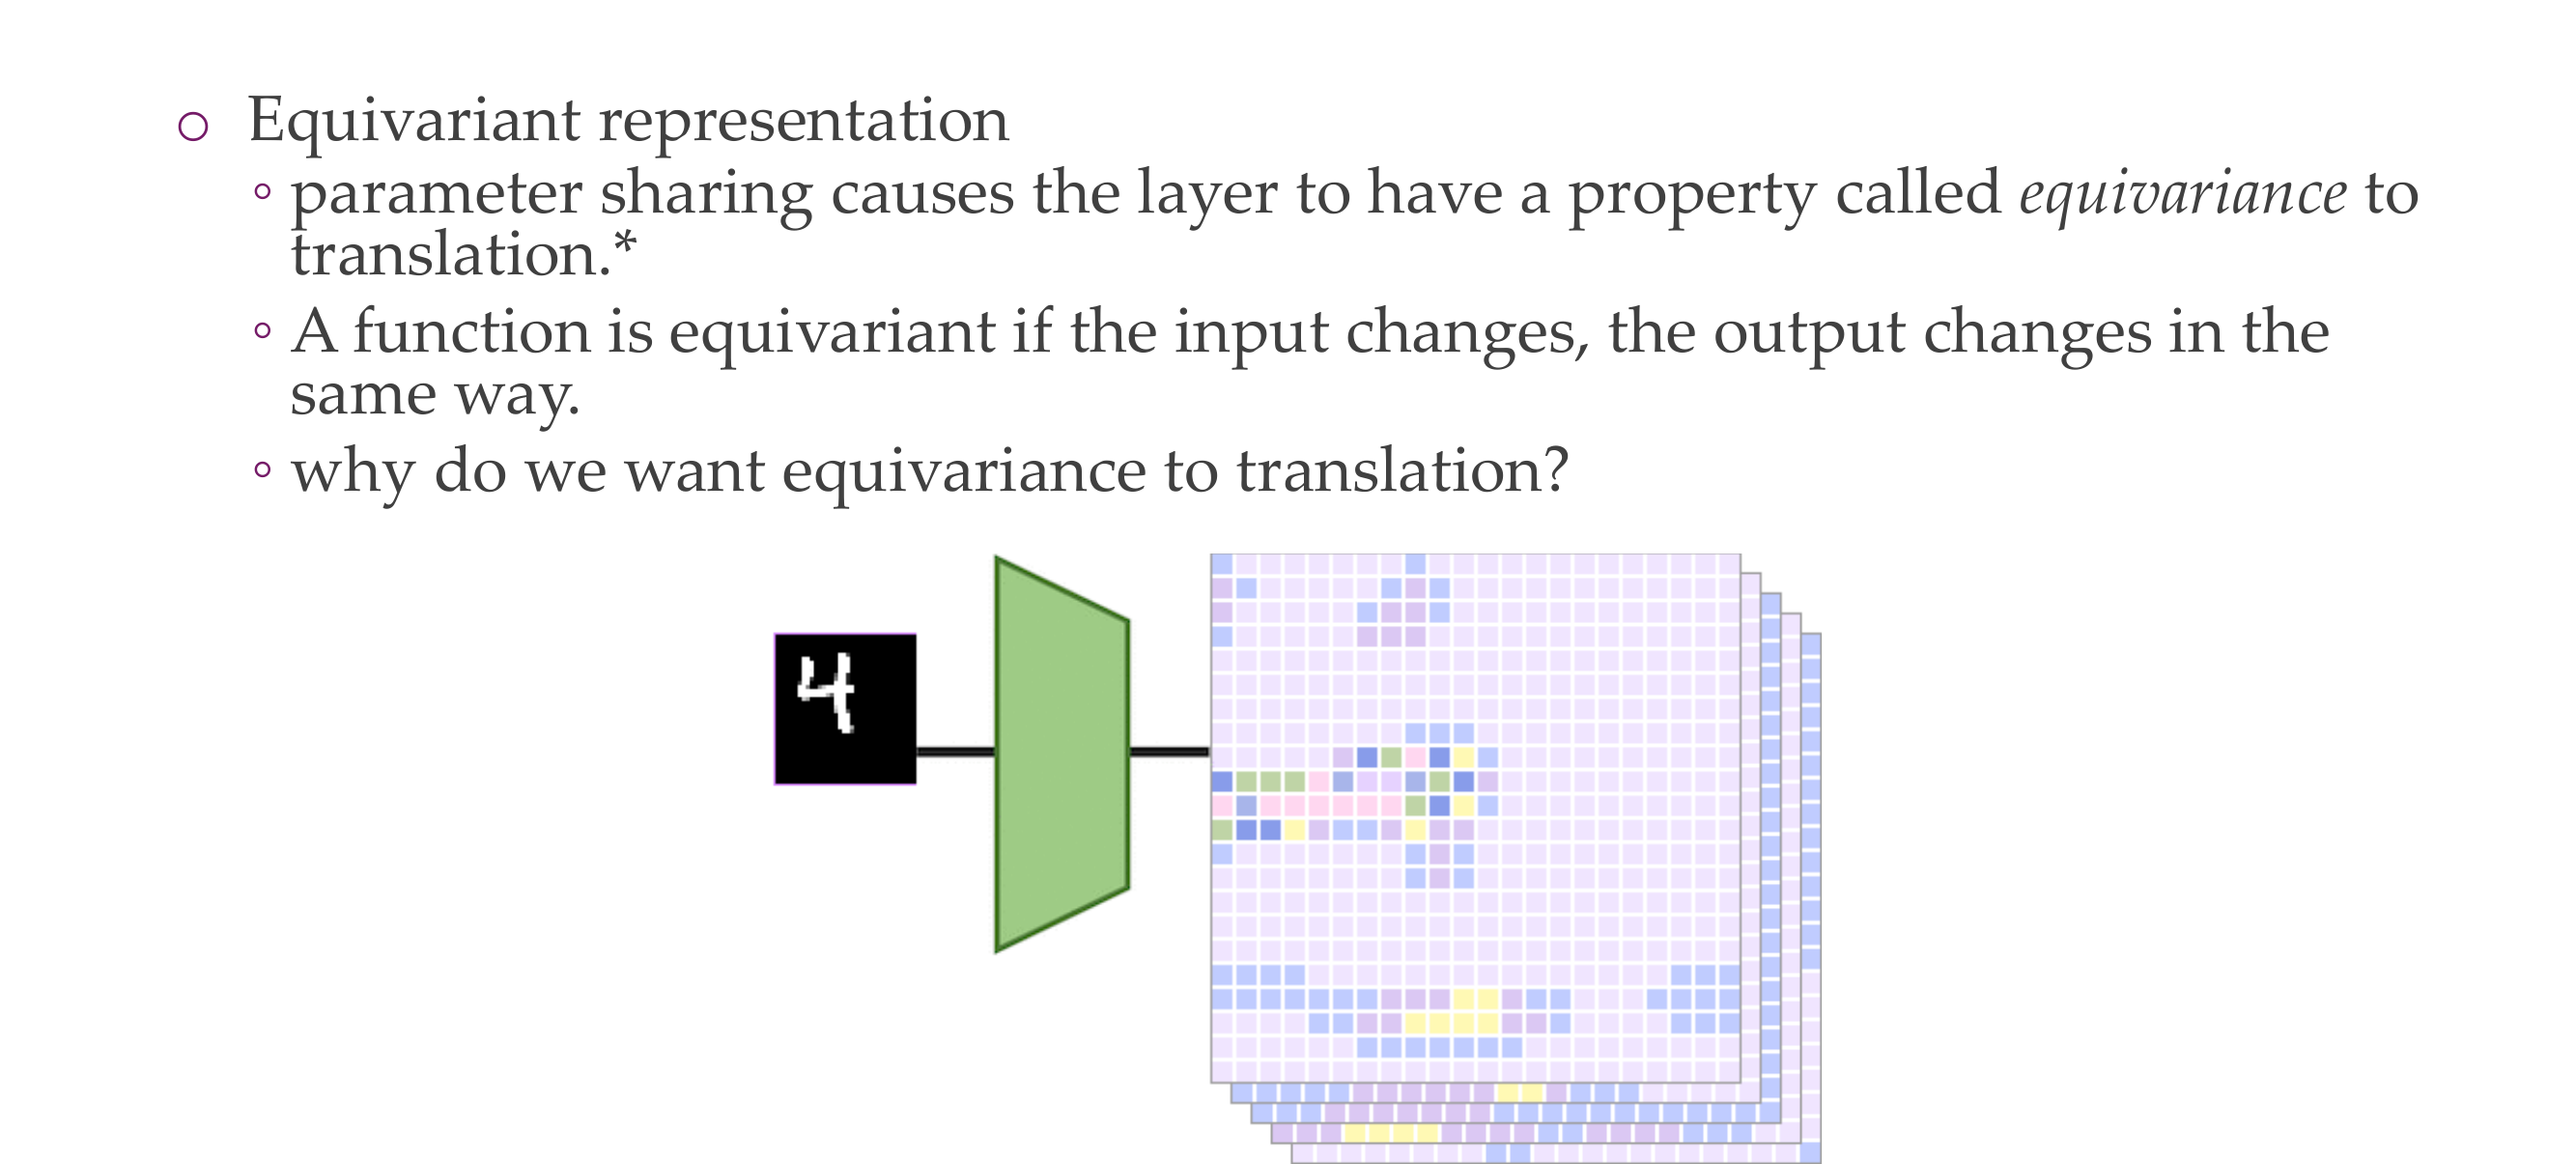 Equivariant representation
parameter sharing causes the layer to have a property called equivariance to
translation.*
A function is equivariant if the input changes, the output changes in the
same way.
why do we want equivariance to translation?
4